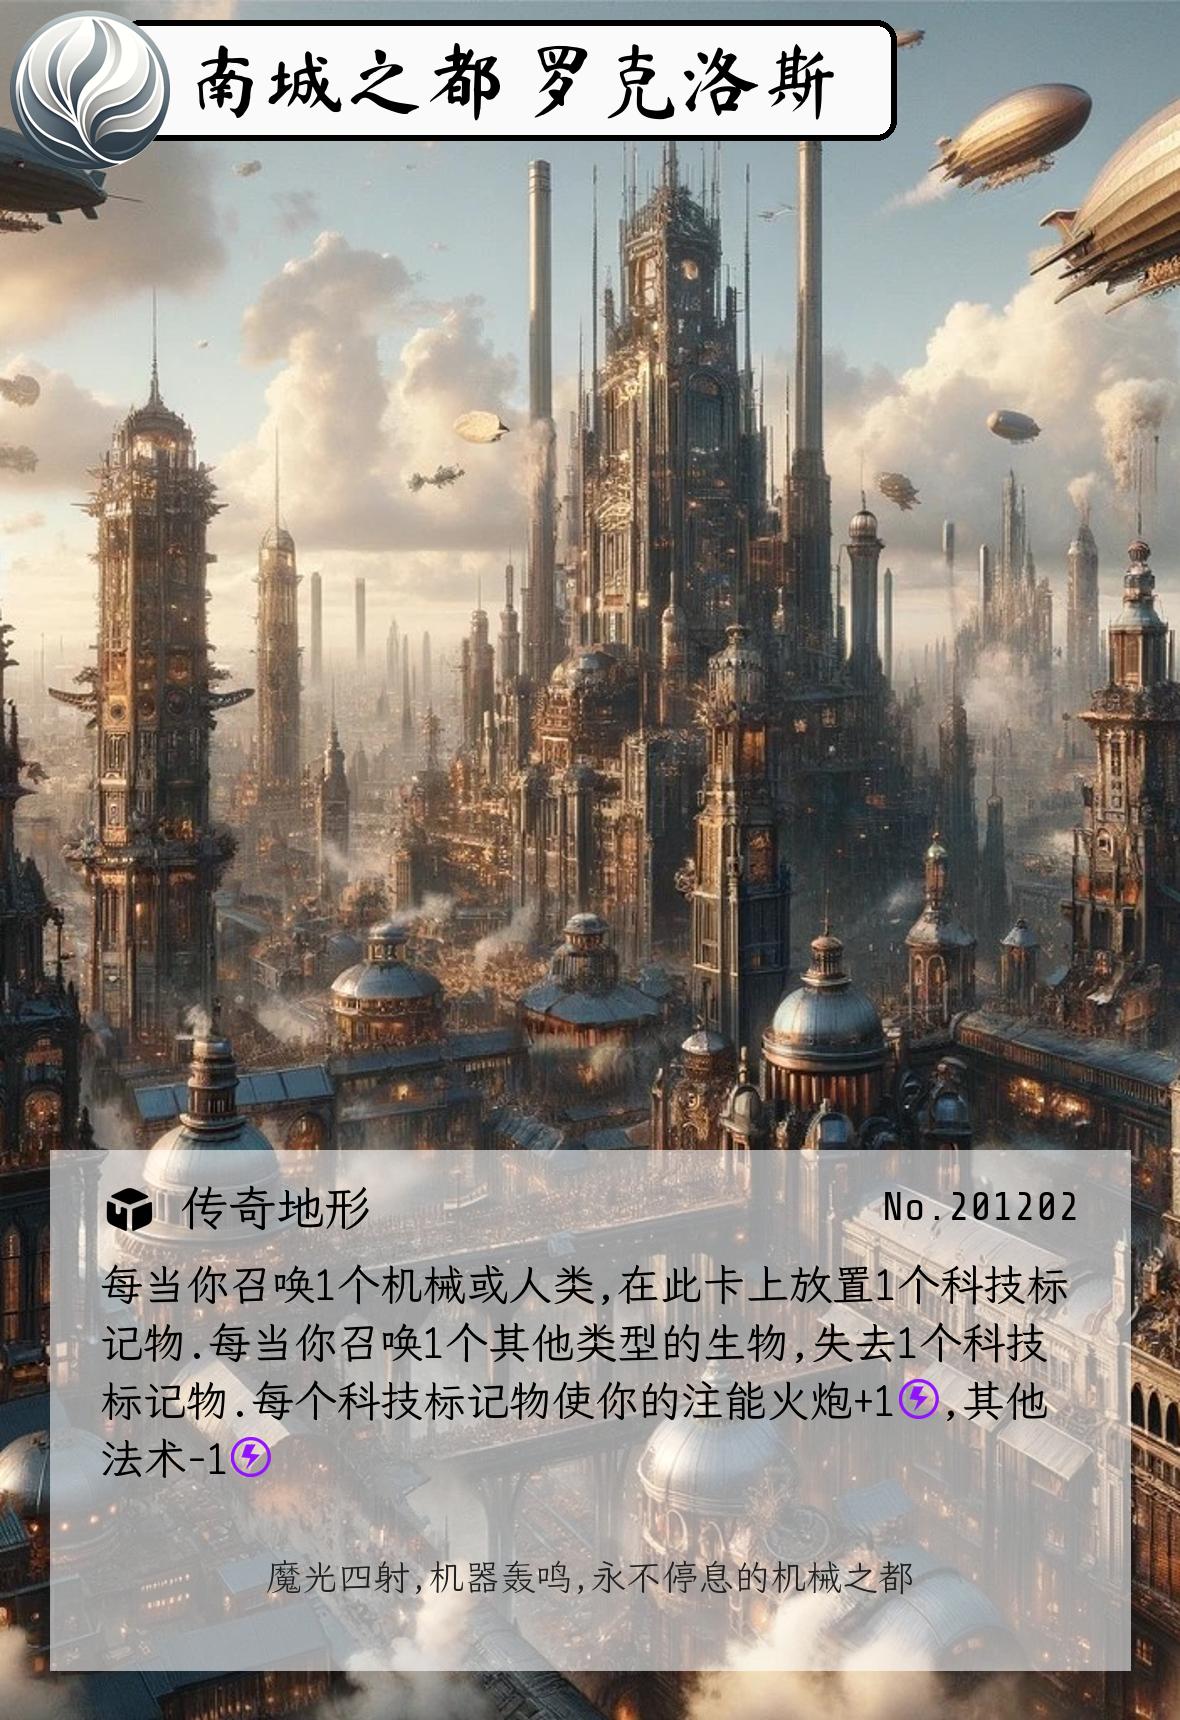 南城之都 罗克洛斯
传奇地形
No.201202
每当你召唤1个机械或人类,在此卡上放置1个科技标
记物.每当你召唤1个其他类型的生物,失去1个科技
标记物.每个科技标记物使你的注能火炮+1,其他
法术-1
魔光四射,机器轰鸣,永不停息的机械之都